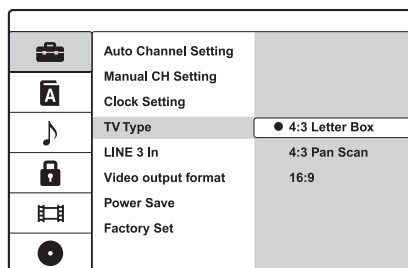 Auto Channel Setting
Manual CH Setting
Clock Setting
TV Type
4:3 Letter Box
LINE 3 In
4:3 Pan Scan
Video output format
16:9
Power Save
Factory Set
A